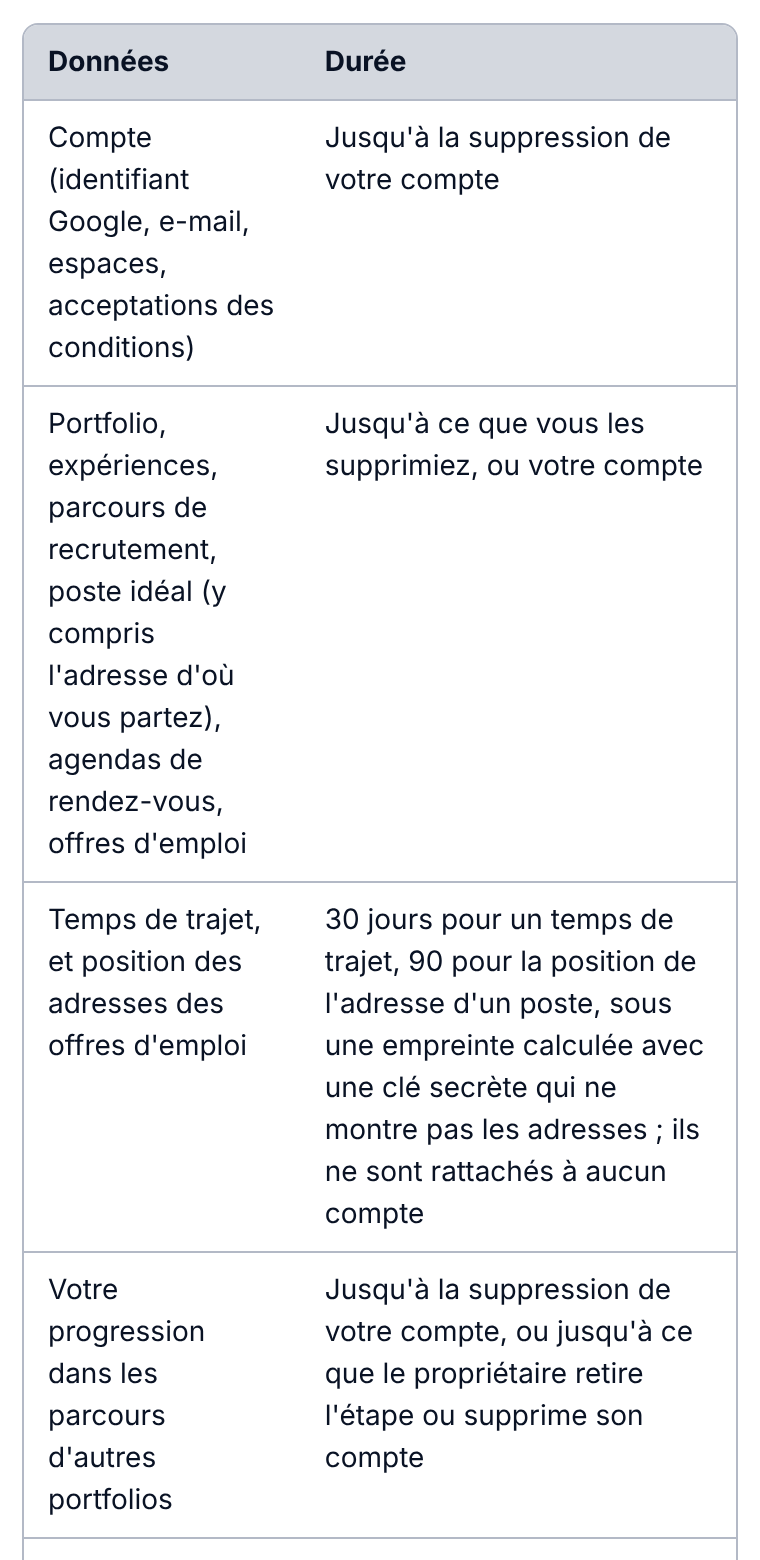 Données
Durée
Compte
(identifiant
Google, e-mail,
espaces,
acceptations des
conditions)
Jusqu'à la suppression de
votre compte
Portfolio,
expériences,
parcours de
recrutement,
poste idéal (y
compris
l'adresse d'où
vous partez),
agendas de
rendez-vous,
offres d'emploi
Jusqu'à ce que vous les
supprimiez, ou votre compte
Temps de trajet,
et position des
adresses des
offres d'emploi
30 jours pour un temps de
trajet, 90 pour la position de
l'adresse d'un poste, sous
une empreinte calculée avec
une clé secrète qui ne
montre pas les adresses ; ils
ne sont rattachés à aucun
compte
Votre
progression
dans les
parcours
d'autres
portfolios
Jusqu'à la suppression de
votre compte, ou jusqu'à ce
que le propriétaire retire
l'étape ou supprime son
compte